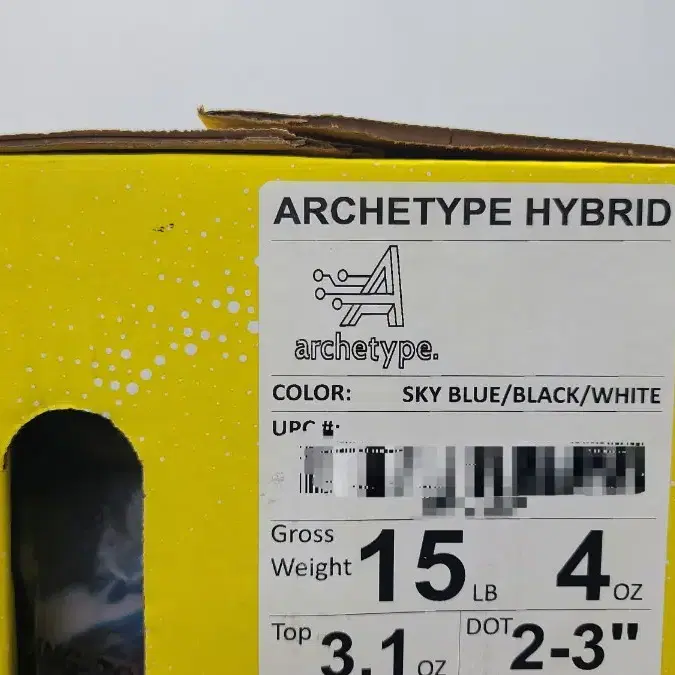 ARCHETYPE HYBRID
archetype.
COLOR: SKY BLUE/BLACK/WHITE
UPC #:
Gross Weight 15 LB 4 OZ
Top 3.1 OZ DOT 2-3"